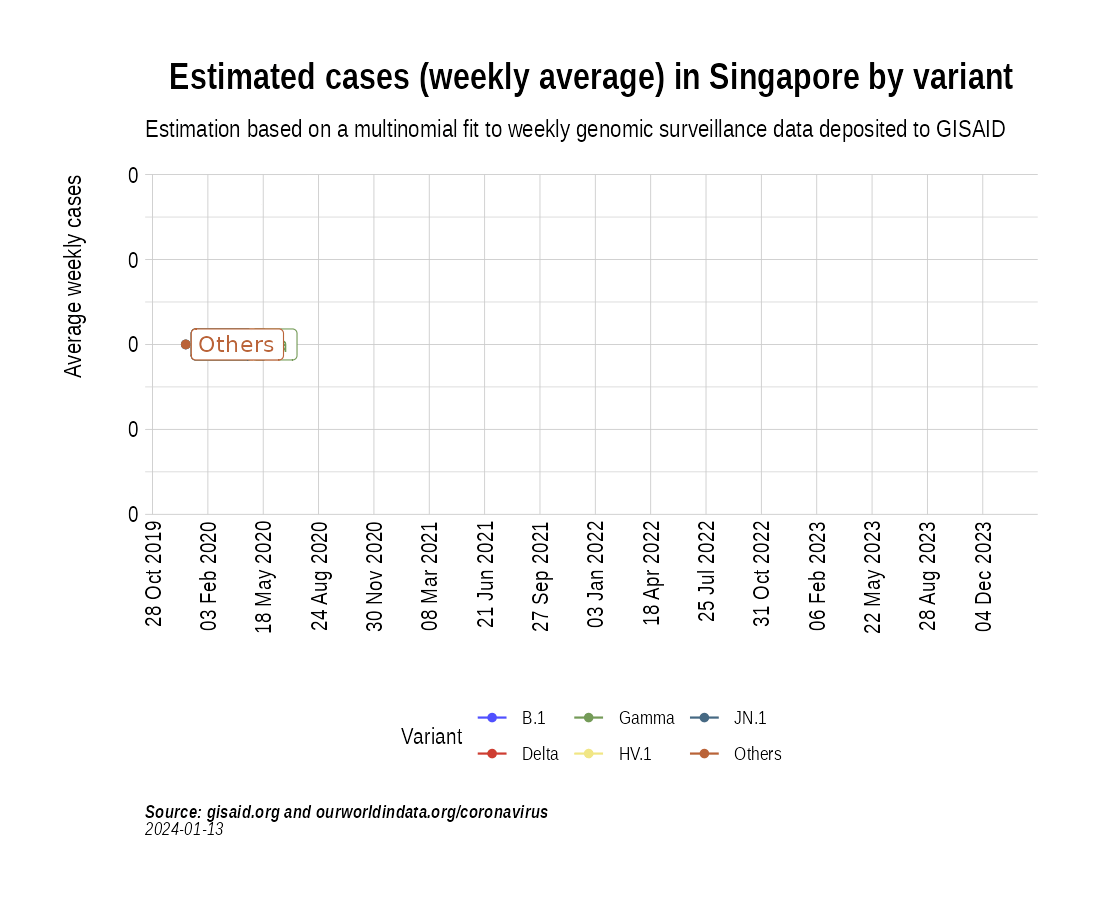 Estimated cases (weekly average) in Singapore by variant
Estimation based on a multinomial fit to weekly genomic surveillance data deposited to GISAID
Average weekly cases
0
0
0
0
0
Others
28 Oct 2019
03 Feb 2020
18 May 2020
24 Aug 2020
30 Nov 2020
08 Mar 2021
21 Jun 2021
27 Sep 2021
03 Jan 2022
18 Apr 2022
25 Jul 2022
31 Oct 2022
06 Feb 2023
22 May 2023
28 Aug 2023
04 Dec 2023
Variant
B.1
Gamma
JN.1
Delta
HV.1
Others
Source: gisaid.org and ourworldindata.org/coronavirus
2024-01-13